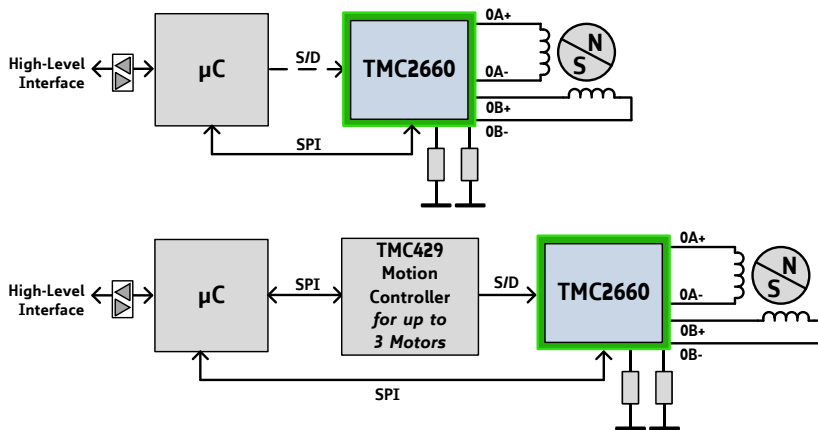 0A+
High-Level
Interface
µC
S/D
TMC2660
0A-
N
S
0B+
0B-
SPI
TMC429
Motion
Controller
for up to
3 Motors
0A+
High-Level
Interface
µC
SPI
S/D
TMC2660
0A-
N
S
0B+
0B-
SPI